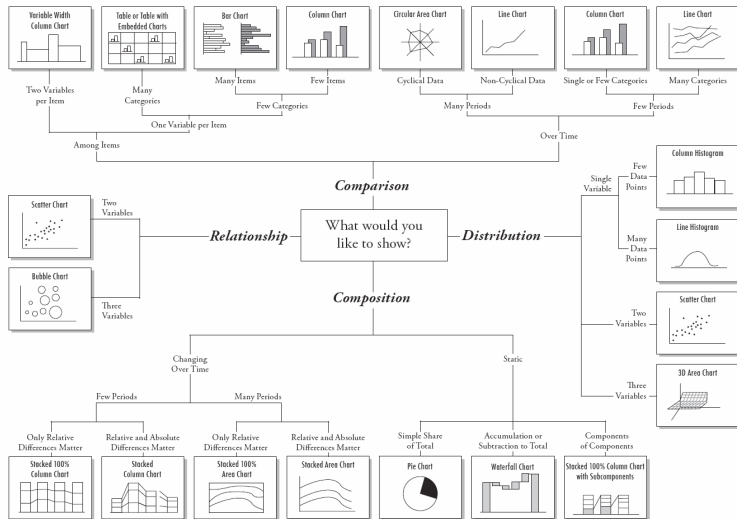 Variable Width
Column Chart
Table or Table with
Embedded Charts
Bar Chart
Column Chart
Circular Area Chart
Line Chart
Column Chart
Line Chart
Two Variables
per Item
Many
Categories
Many Items
Few Items
Cyclical Data
Non-Cyclical Data
Single or Few Categories
Many Categories
Few Categories
Many Periods
Few Periods
One Variable per Item
Among Items
Over Time
Comparison
What would you
like to show?
Relationship
Scatter Chart
Two
Variables
Bubble Chart
Three
Variables
Distribution
Single
Variable
Few
Data
Points
Column Histogram
Many
Data
Points
Line Histogram
Two
Variables
Scatter Chart
Three
Variables
3D Area Chart
Composition
Changing
Over Time
Static
Few Periods
Many Periods
Only Relative
Differences Matter
Relative and Absolute
Differences Matter
Only Relative
Differences Matter
Relative and Absolute
Differences Matter
Simple Share
of Total
Accumulation or
Subtraction to Total
Components
of Components
Stacked 100%
Column Chart
Stacked
Column Chart
Stacked 100%
Area Chart
Stacked Area Chart
Pie Chart
Waterfall Chart
Stacked 100% Column Chart
with Subcomponents